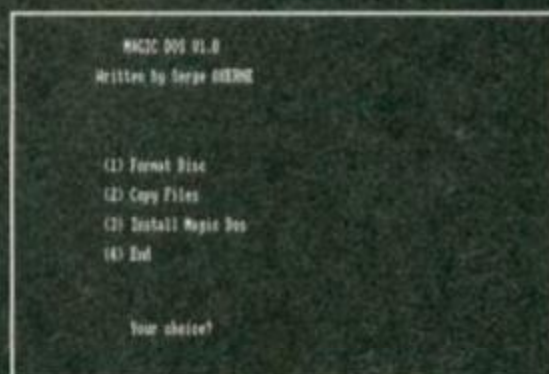 MAGIC DOS V1.0
Written by Serge
(1) Format Disc
(2) Copy Files
(3) Install Magic Dos
(4) End
Your choice?